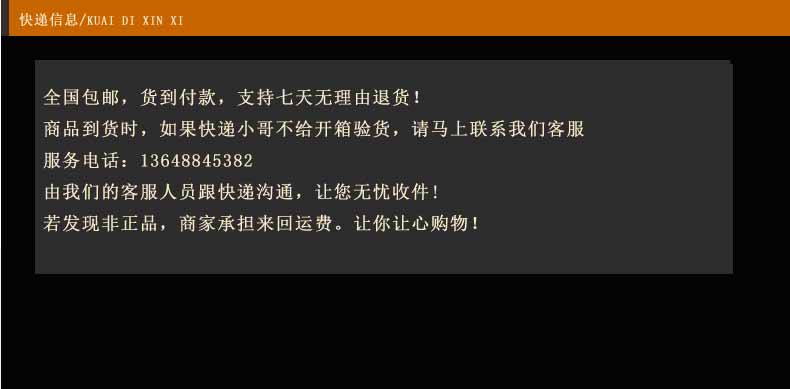 快递信息/KUAI DI XIN XI
全国包邮，货到付款，支持七天无理由退货！
商品到货时，如果快递小哥不给开箱验货，请马上联系我们客服
服务电话：13648845382
由我们的客服人员跟快递沟通，让您无忧收件！
若发现非正品，商家承担来回运费。让你让心购物！